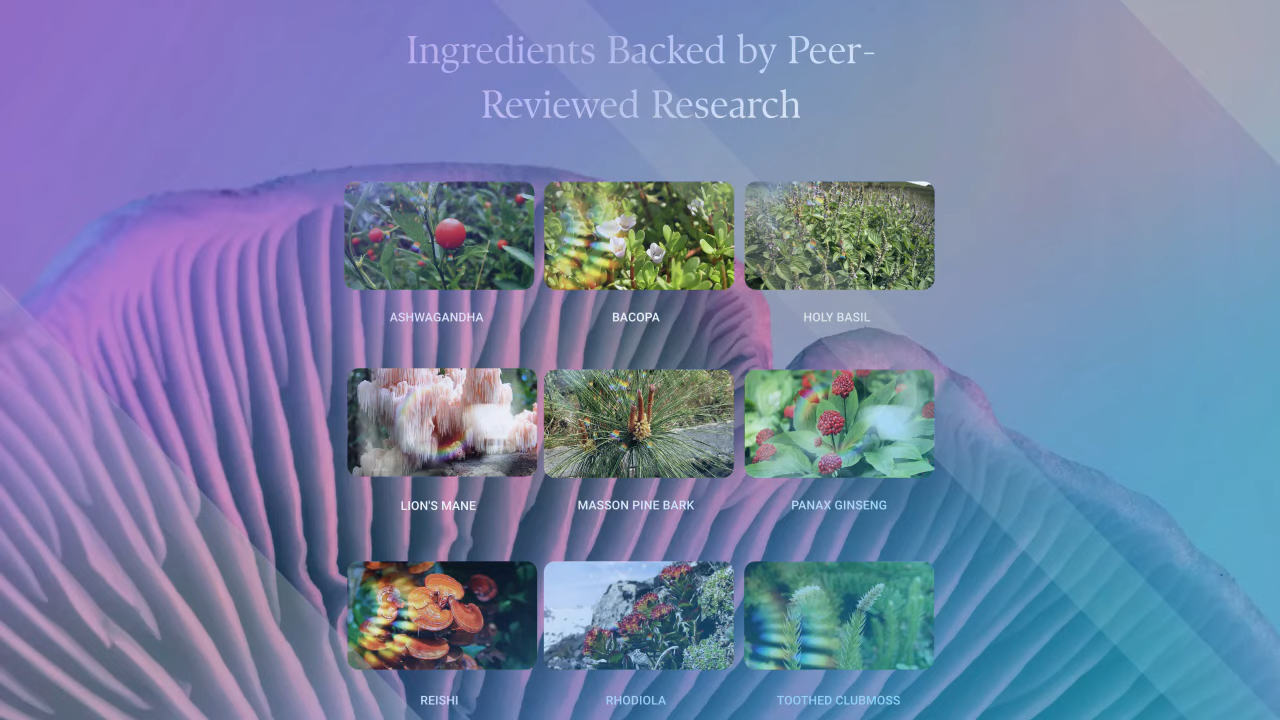 Ingredients Backed by Peer-
Reviewed Research
ASHWAGANDHA
BACOPA
HOLY BASIL
LION'S MANE
MASSON PINE BARK
PANAX GINSENG
REISHI
RHODIOLA
TOOTHED CLUBMOSS